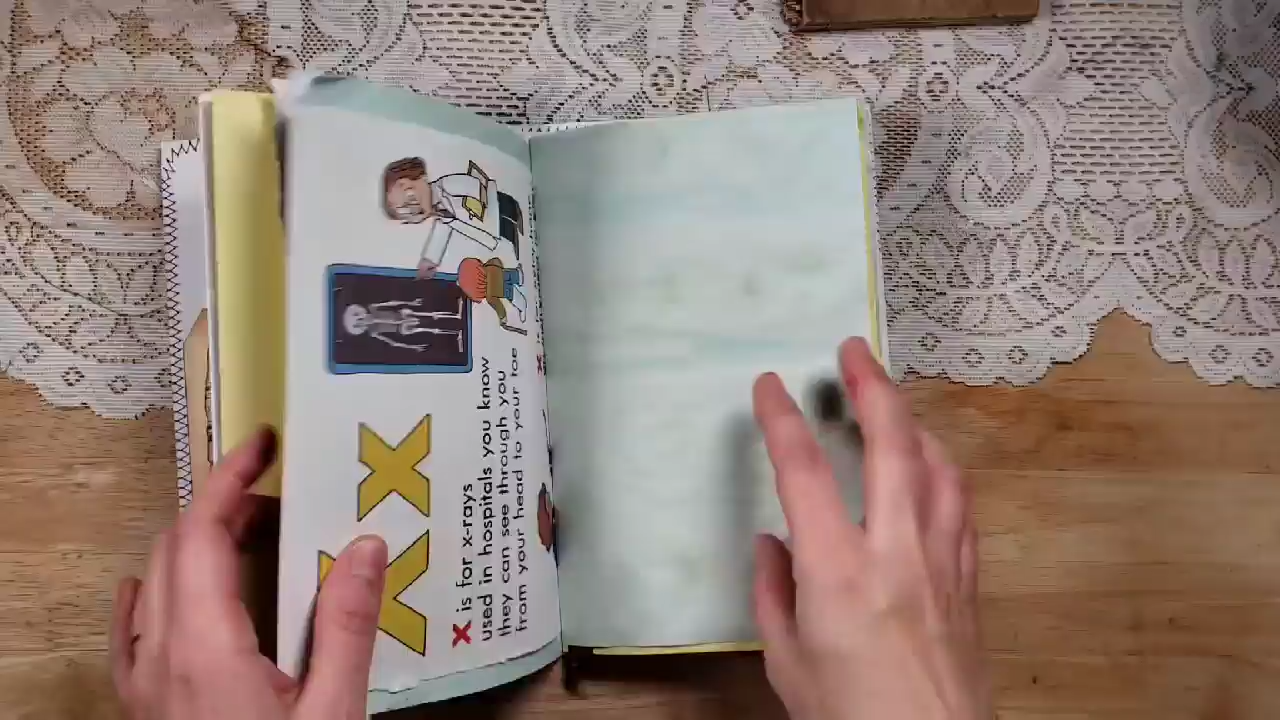 X x
X is for x-rays
used in hospitals you know
they can see through you
from your head to your toe